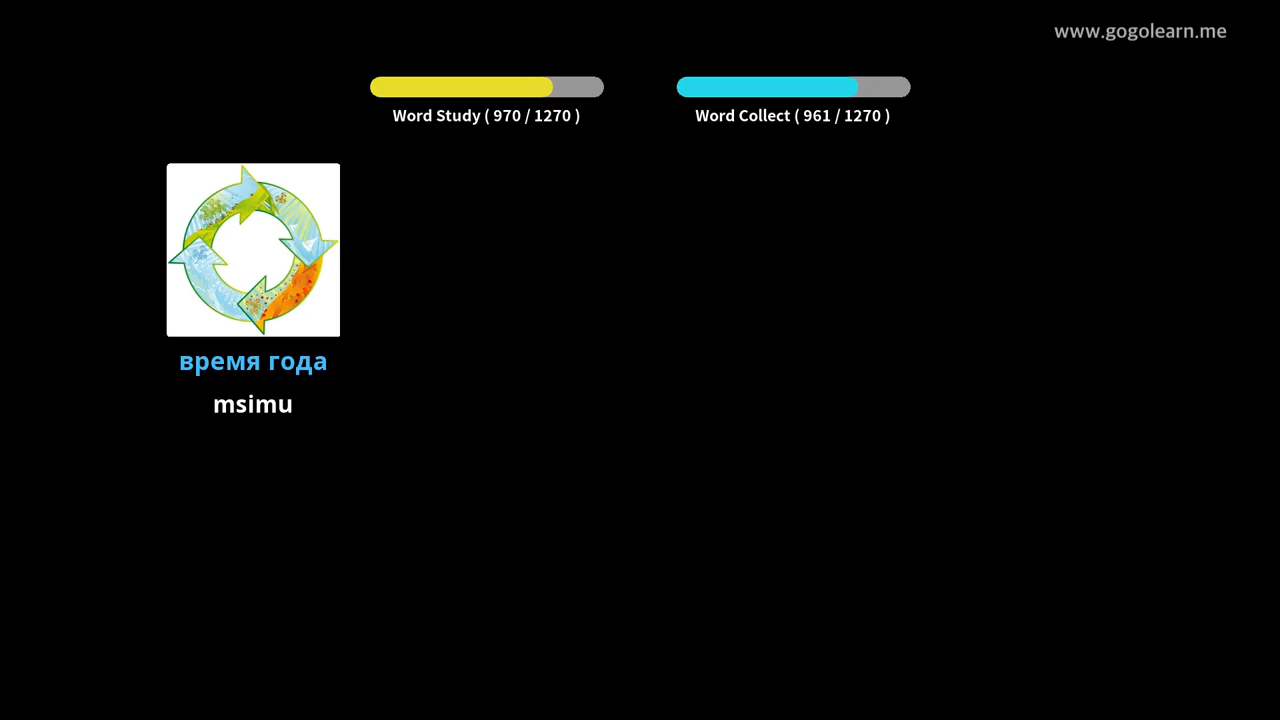 www.gogolearn.me
Word Study ( 970 / 1270 )
Word Collect ( 961 / 1270 )
время года
msimu